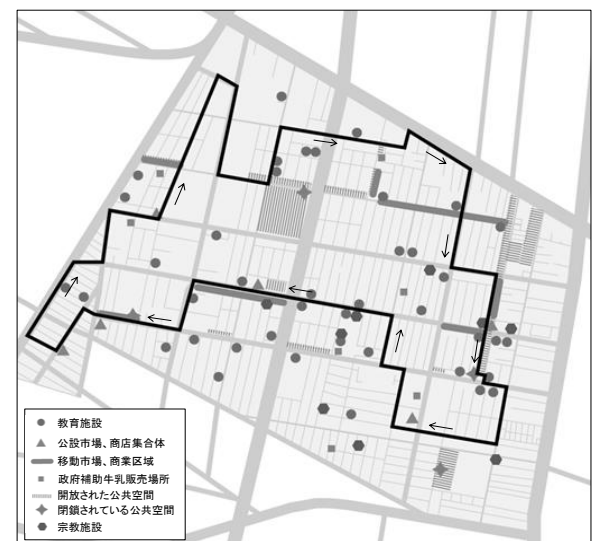 教育施設
公設市場、商店集合体
移動市場、商業区域
政府補助牛乳販売場所
開放された公共空間
閉鎖されている公共空間
宗教施設